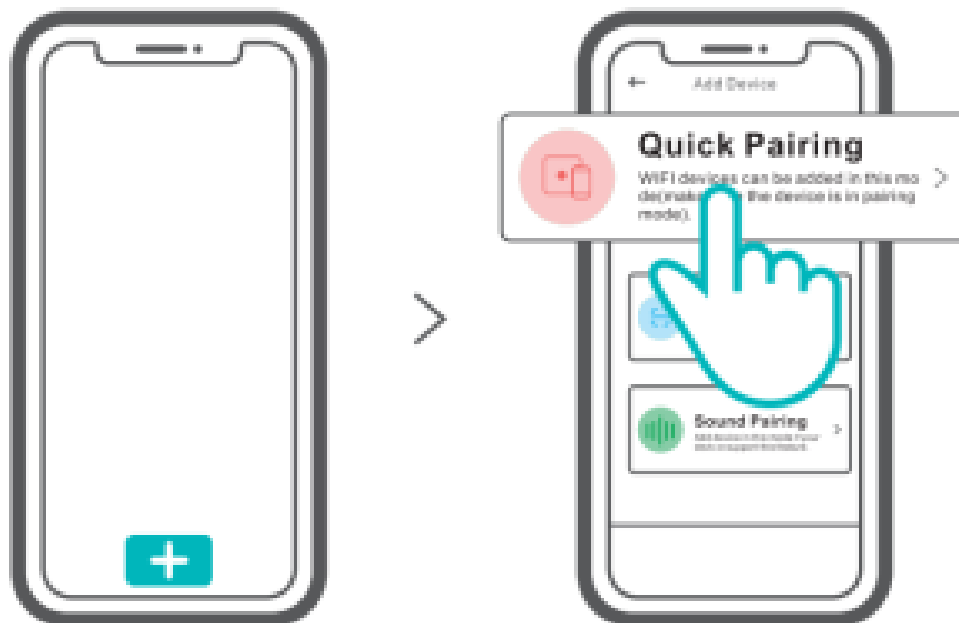 Add Device
Quick Pairing
WIFI devices can be added in this mo
de(make the device is in pairing
mode).
Sound Pairing